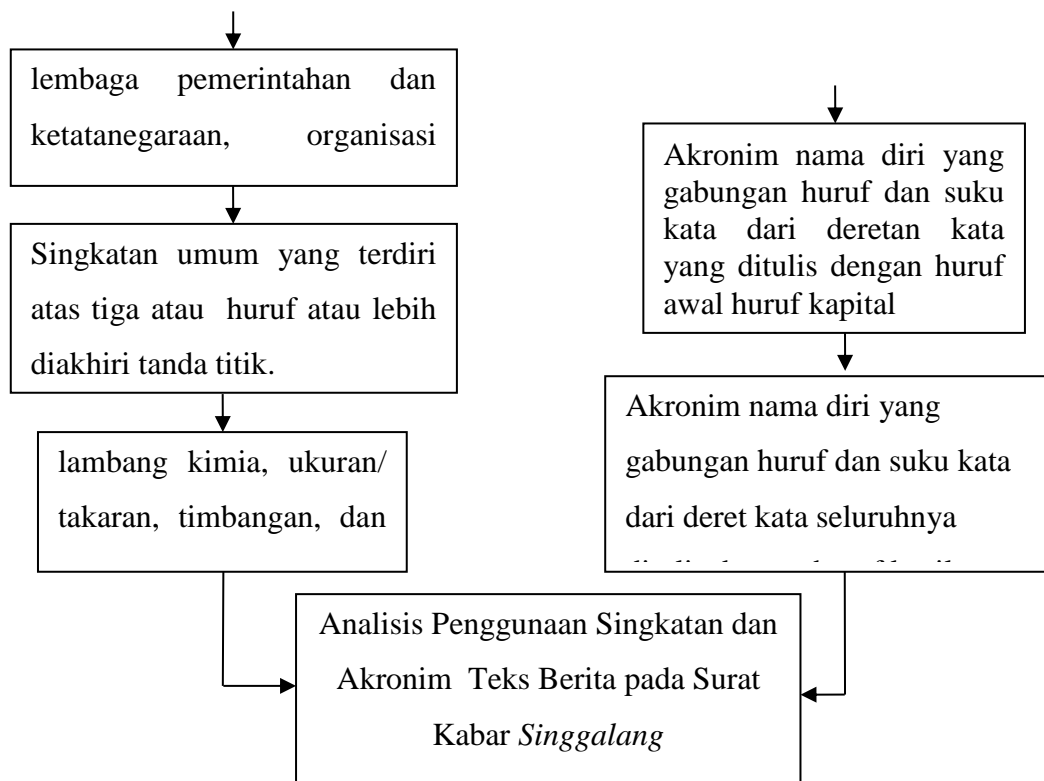 lembaga pemerintahan dan
ketatanegaraan, organisasi
Singkatan umum yang terdiri
atas tiga atau huruf atau lebih
diakhiri tanda titik.
lambang kimia, ukuran/
takaran, timbangan, dan
Akronim nama diri yang
gabungan huruf dan suku
kata dari deretan kata
yang ditulis dengan huruf
awal huruf kapital
Akronim nama diri yang
gabungan huruf dan suku kata
dari deret kata seluruhnya
Analisis Penggunaan Singkatan dan
Akronim Teks Berita pada Surat
Kabar Singgalang